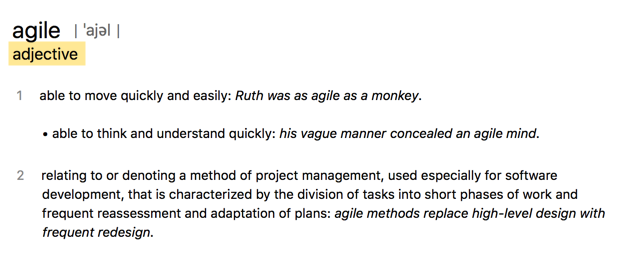 agile | ˈajəl |
adjective
1 able to move quickly and easily: Ruth was as agile as a monkey.
• able to think and understand quickly: his vague manner concealed an agile mind.
2 relating to or denoting a method of project management, used especially for software
development, that is characterized by the division of tasks into short phases of work and
frequent reassessment and adaptation of plans: agile methods replace high-level design with
frequent redesign.